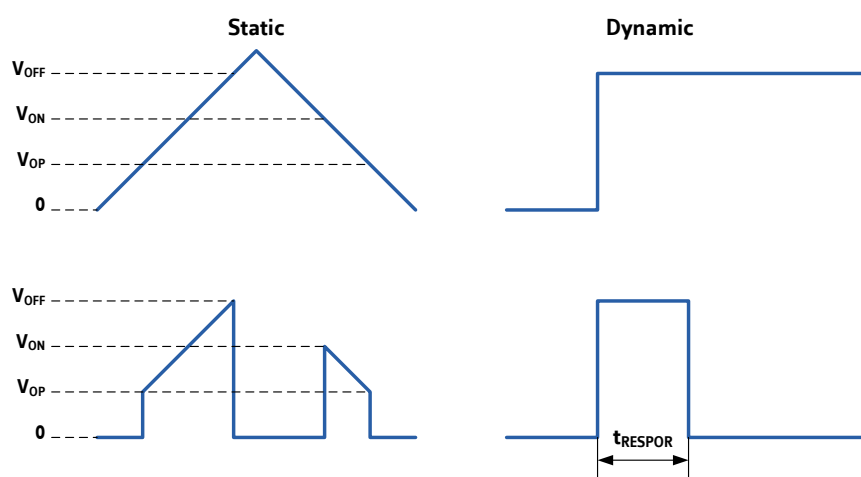 Static
Dynamic
VOFF
VON
VOP
0
VOFF
VON
VOP
0
tRESPOR